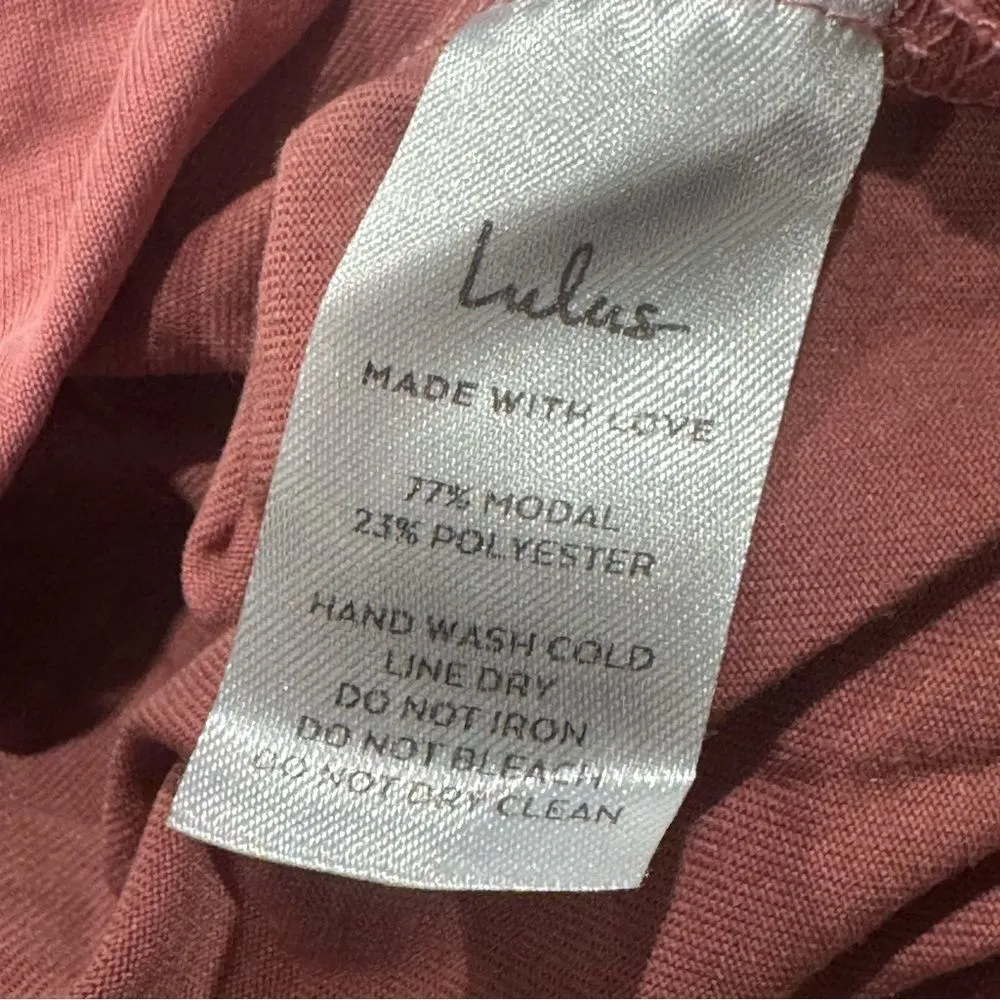 Lulus
MADE WITH LOVE
77% MODAL
23% POLYESTER
HAND WASH COLD
LINE DRY
DO NOT IRON
DO NOT BLEACH
DO NOT DRY CLEAN